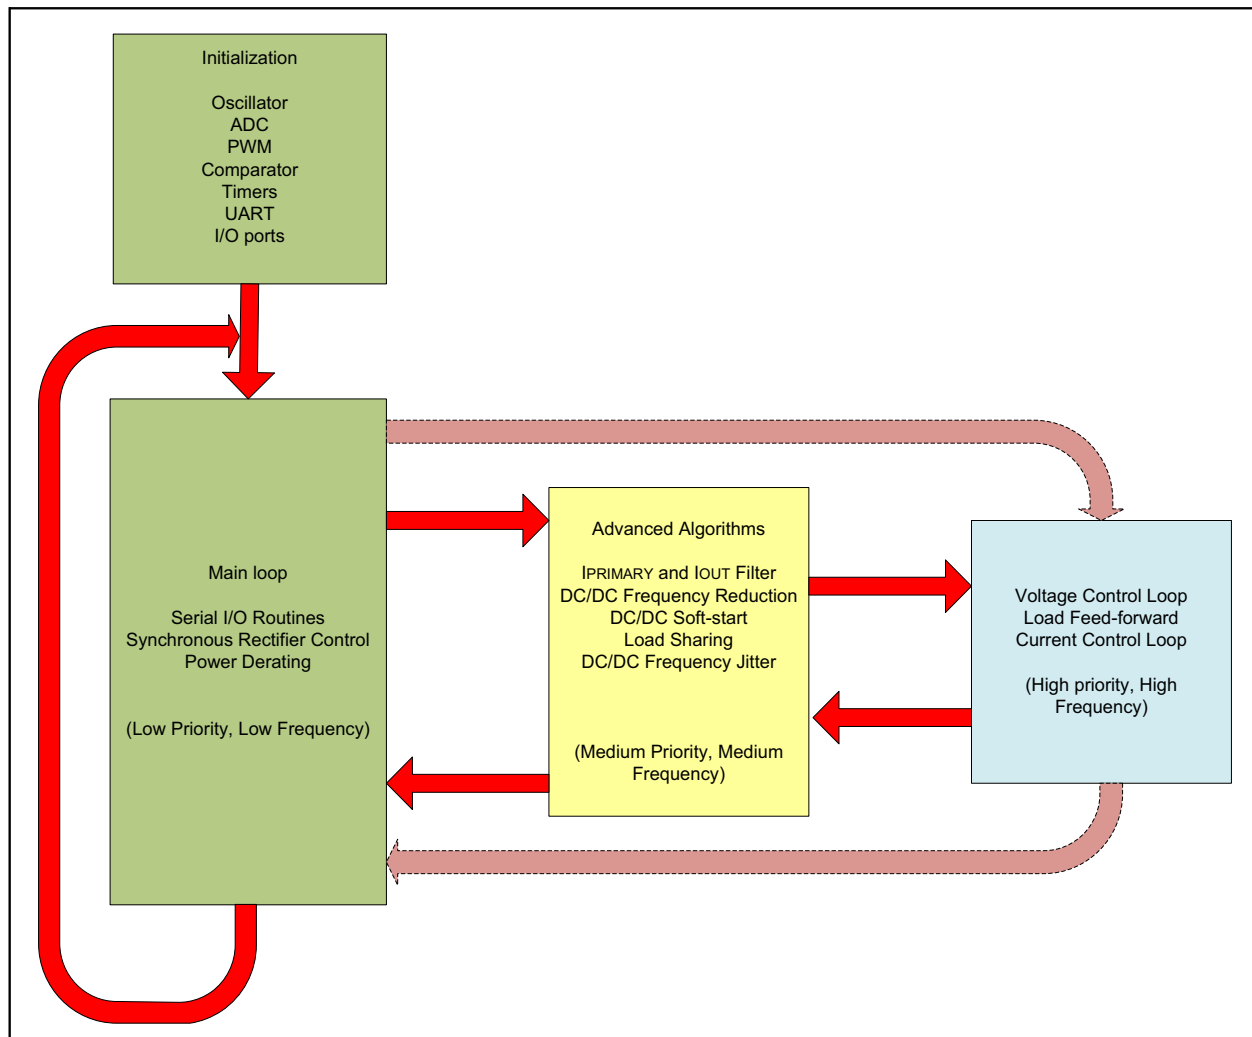 Initialization
Oscillator
ADC
PWM
Comparator
Timers
UART
I/O ports
Main loop
Serial I/O Routines
Synchronous Rectifier Control
Power Derating
(Low Priority, Low Frequency)
Advanced Algorithms
IPRIMARY and IOUT Filter
DC/DC Frequency Reduction
DC/DC Soft-start
Load Sharing
DC/DC Frequency Jitter
(Medium Priority, Medium
Frequency)
Voltage Control Loop
Load Feed-forward
Current Control Loop
(High priority, High
Frequency)